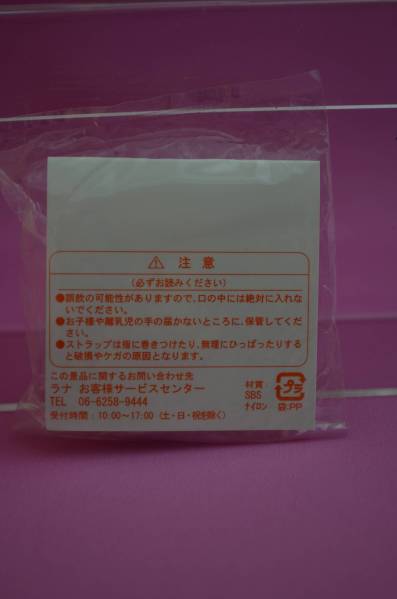 ⚠ 注意
(必ずお読みください)
●誤飲の可能性がありますので、口の中には絶対に入れな
いでください。
●お子様や離乳児の手の届かないところに、保管してくだ
さい。
●ストラップは指に巻きつけたり、無理にひっぱったりする
と破損やケガの原因となります。
この景品に関するお問い合わせ先
ラナ お客様サービスセンター
TEL 06-6258-9444
受付時間:10:00~17:00 (土・日・祝を除く)
材質:
SBS
ナイロン
プラ
袋:PP